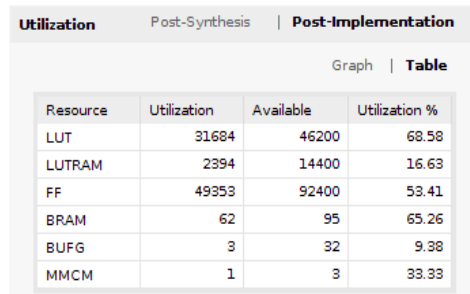 Utilization Post-Synthesis | Post-Implementation
Graph | Table
Resource Utilization Available Utilization %
LUT 31684 46200 68.58
LUTRAM 2394 14400 16.63
FF 49353 92400 53.41
BRAM 62 95 65.26
BUFG 3 32 9.38
MMCM 1 3 33.33